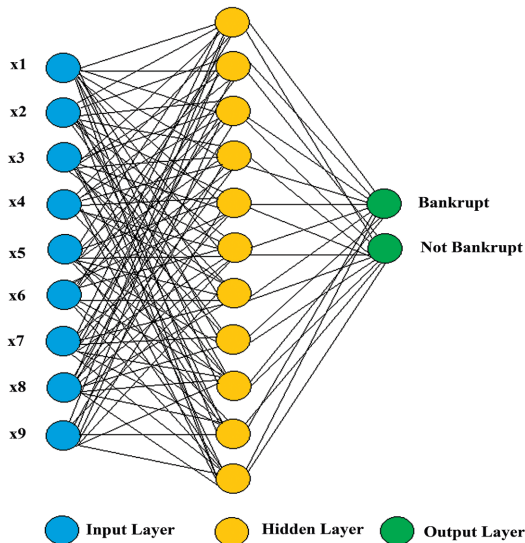 x1
x2
x3
x4
x5
x6
x7
x8
x9
Bankrupt
Not Bankrupt
Input Layer
Hidden Layer
Output Layer